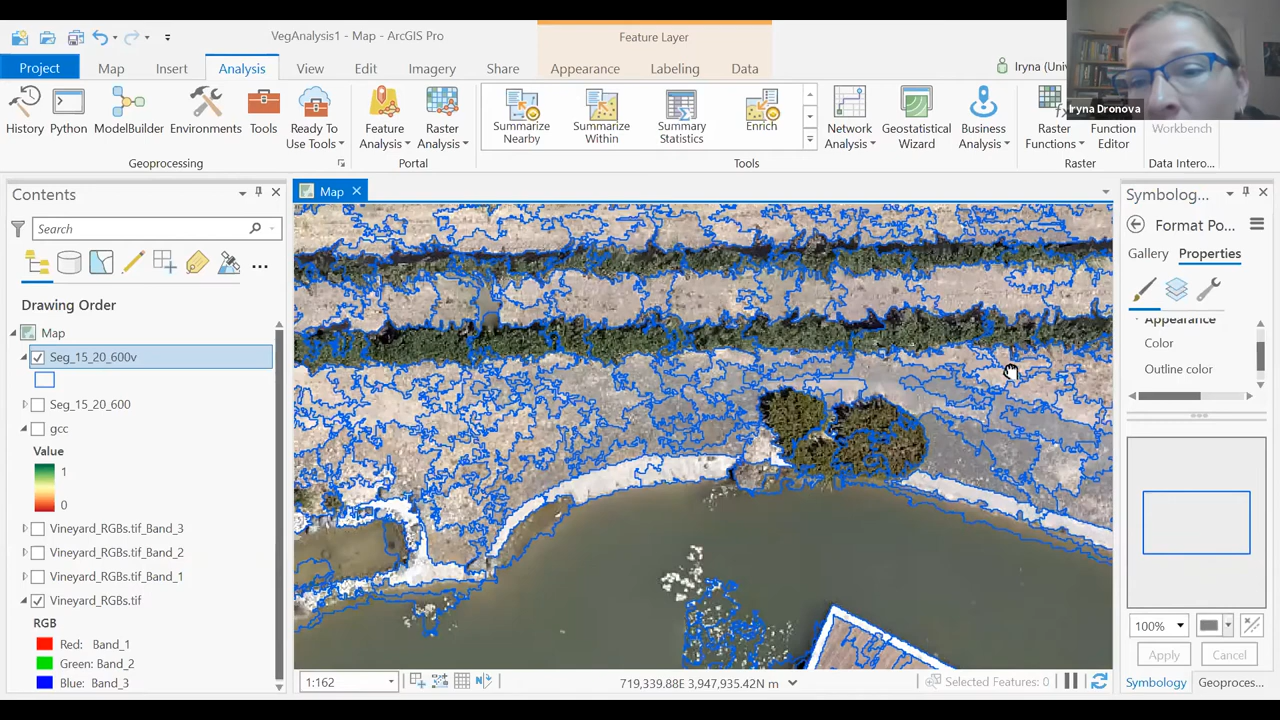 VegAnalysis1 - Map - ArcGIS Pro
Feature Layer
Project
Map
Insert
Analysis
View
Edit
Imagery
Share
Appearance
Labeling
Data
Iryna (Univ
Iryna Dronova
History
Python
ModelBuilder
Environments
Tools
Ready To
Use Tools
Feature
Analysis
Raster
Analysis
Summarize
Nearby
Summarize
Within
Summary
Statistics
Enrich
Network
Analysis
Geostatistical
Wizard
Business
Analysis
Raster
Functions
Function
Editor
Workbench
Geoprocessing
Portal
Tools
Raster
Data Intero...
Contents
Search
Drawing Order
Map
Seg_15_20_600v
Seg_15_20_600
gcc
Value
1
0
Vineyard_RGBs.tif_Band_3
Vineyard_RGBs.tif_Band_2
Vineyard_RGBs.tif_Band_1
Vineyard_RGBs.tif
RGB
Red: Band_1
Green: Band_2
Blue: Band_3
Map
1:162
719,339.88E 3,947,935.42N m
Selected Features: 0
Symbolog...
Format Po...
Gallery
Properties
Appearance
Color
Outline color
100%
Apply
Cancel
Symbology
Geoproces...